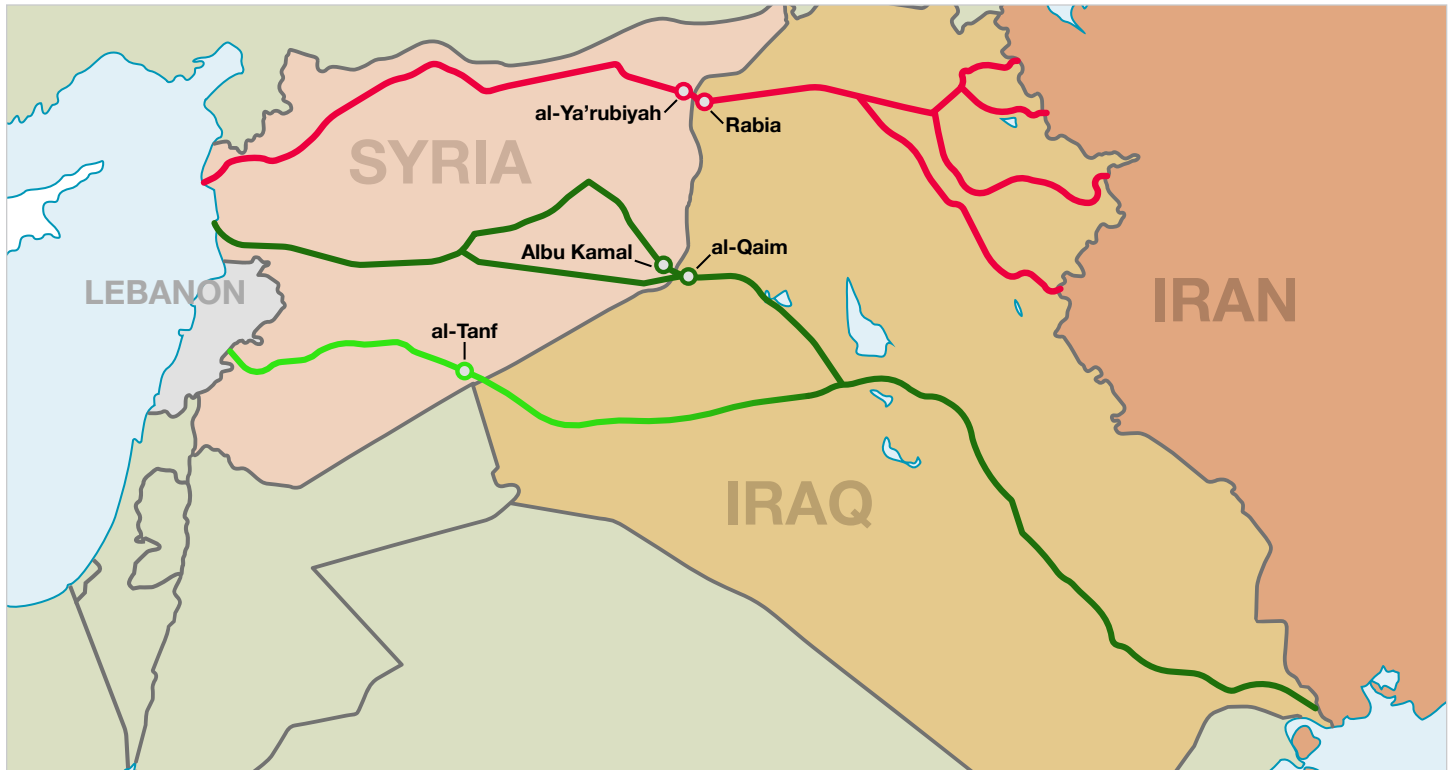 al-Ya’rubiyah
Rabia
SYRIA
Albu Kamal
al-Qaim
LEBANON
IRAN
al-Tanf
IRAQ